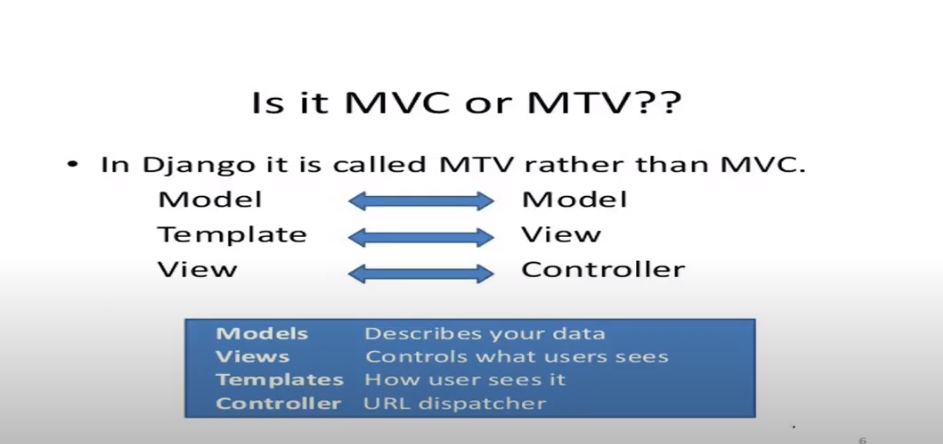 Is it MVC or MTV??
• In Django it is called MTV rather than MVC.
Model Model
Template View
View Controller
Models Describes your data
Views Controls what users sees
Templates How user sees it
Controller URL dispatcher
6